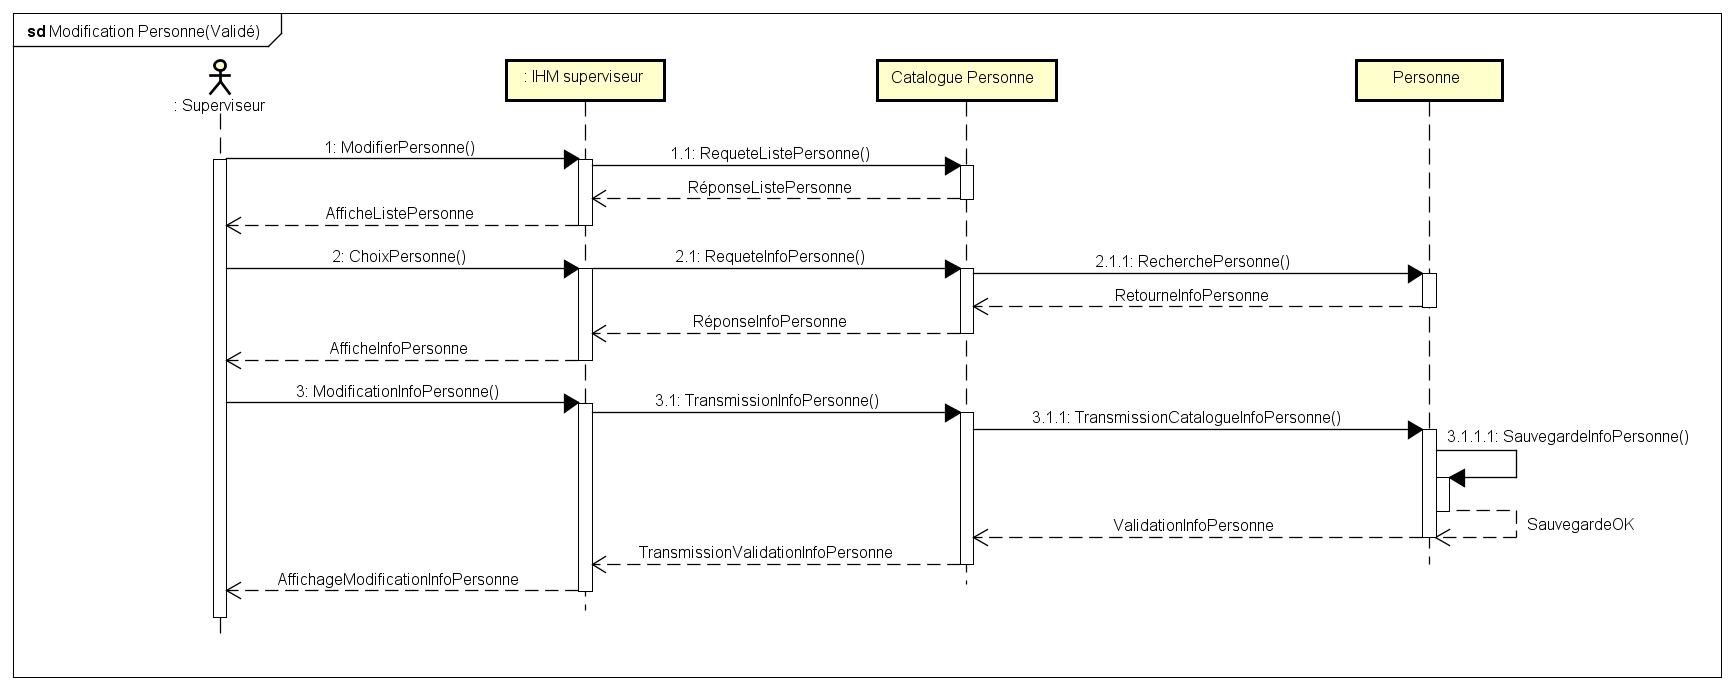 sd Modification Personne(Validé)
: Superviseur
: IHM superviseur
Catalogue Personne
Personne
1: ModifierPersonne()
1.1: RequeteListePersonne()
RéponseListePersonne
AfficheListePersonne
2: ChoixPersonne()
2.1: RequeteInfoPersonne()
2.1.1: RecherchePersonne()
RetourneInfoPersonne
RéponseInfoPersonne
AfficheInfoPersonne
3: ModificationInfoPersonne()
3.1: TransmissionInfoPersonne()
3.1.1: TransmissionCatalogueInfoPersonne()
3.1.1.1: SauvegardeInfoPersonne()
SauvegardeOK
ValidationInfoPersonne
TransmissionValidationInfoPersonne
AffichageModificationInfoPersonne